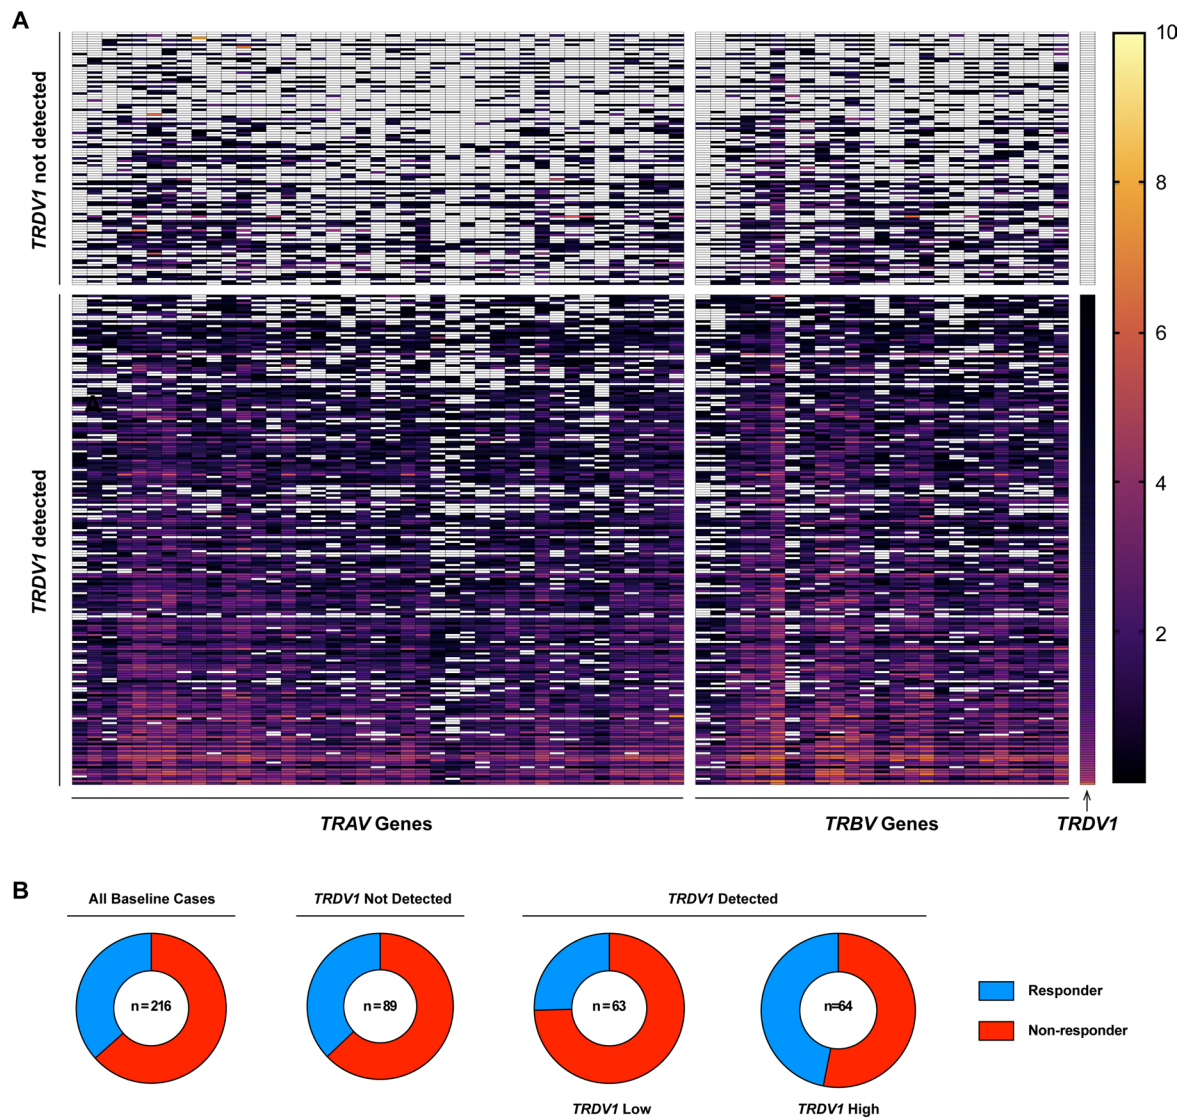 A
TRDV1 not detected
TRDV1 detected
A
10
8
6
4
2
TRAV Genes
TRBV Genes
TRDV1
B
All Baseline Cases
TRDV1 Not Detected
TRDV1 Detected
n=216
n=89
n=63
n=64
Responder
Non-responder
TRDV1 Low
TRDV1 High